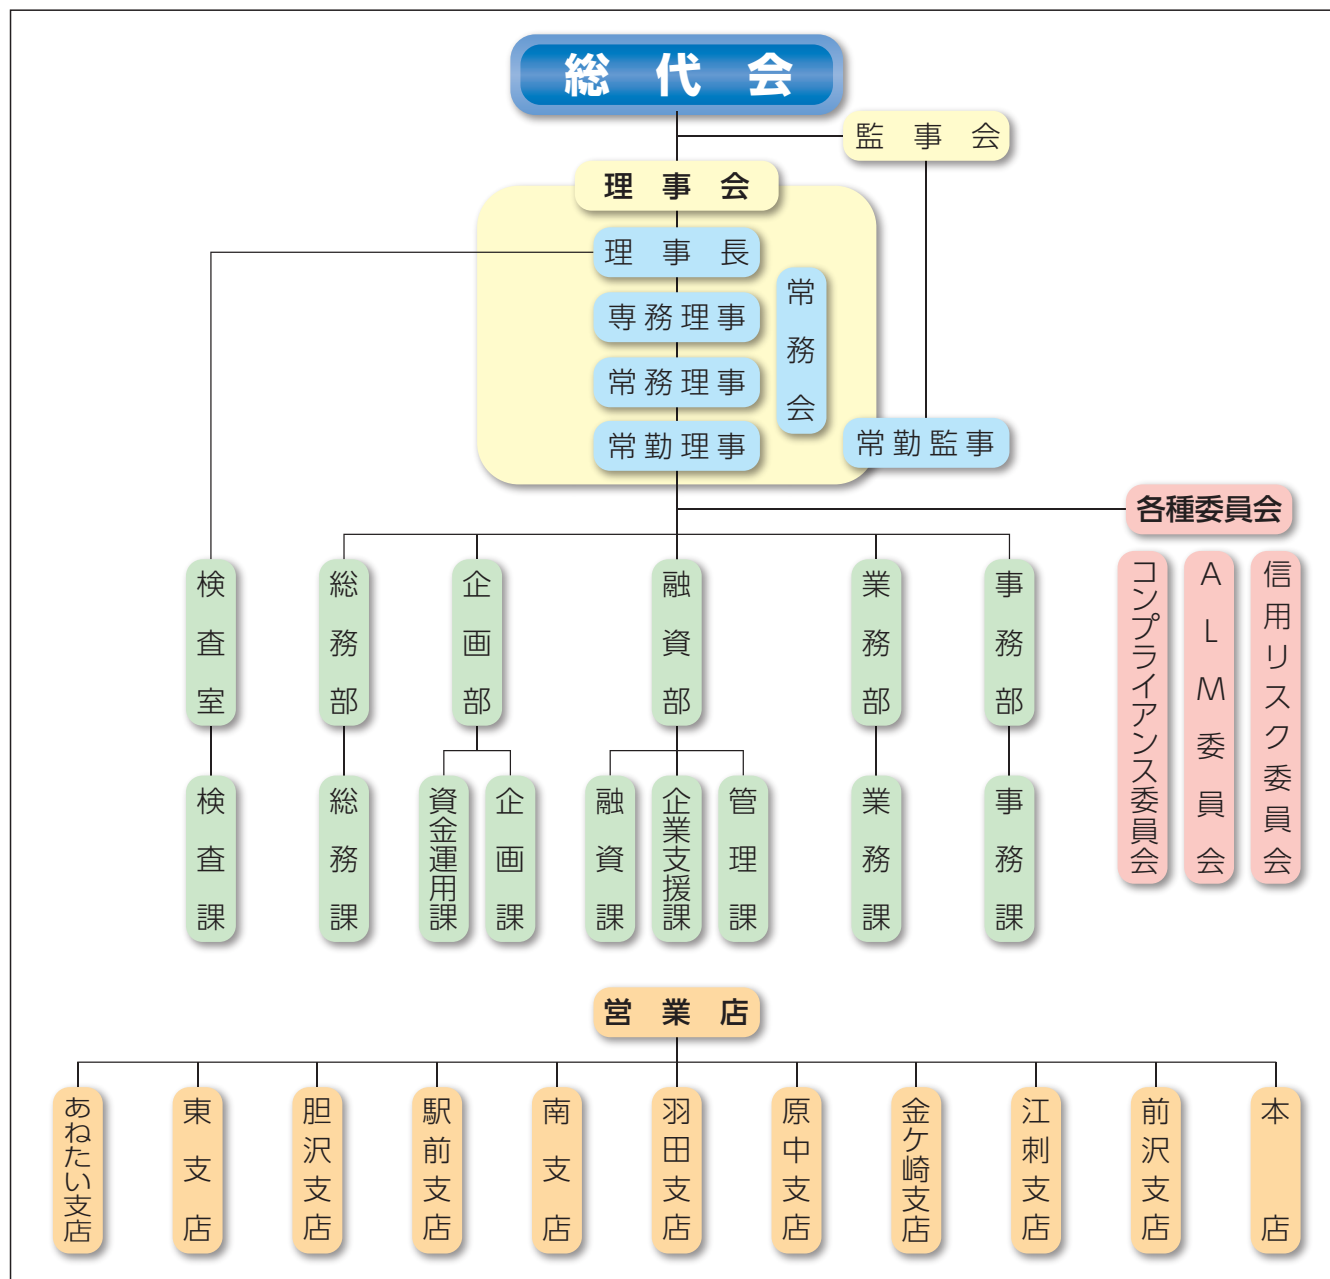 総代会
監事会
理事会
理事長
専務理事
常務理事
常勤理事
常務会
常勤監事
各種委員会
コンプライアンス委員会
ALM委員会
信用リスク委員会
検査室
総務部
企画部
融資部
業務部
事務部
検査課
総務課
資金運用課
企画課
融資課
企業支援課
管理課
業務課
事務課
営業店
あねたい支店
東支店
胆沢支店
駅前支店
南支店
羽田支店
原中支店
金ケ崎支店
江刺支店
前沢支店
本店